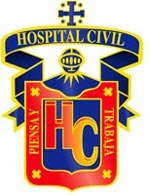 HOSPITAL CIVIL
PIENSA Y
TRABAJA
HC